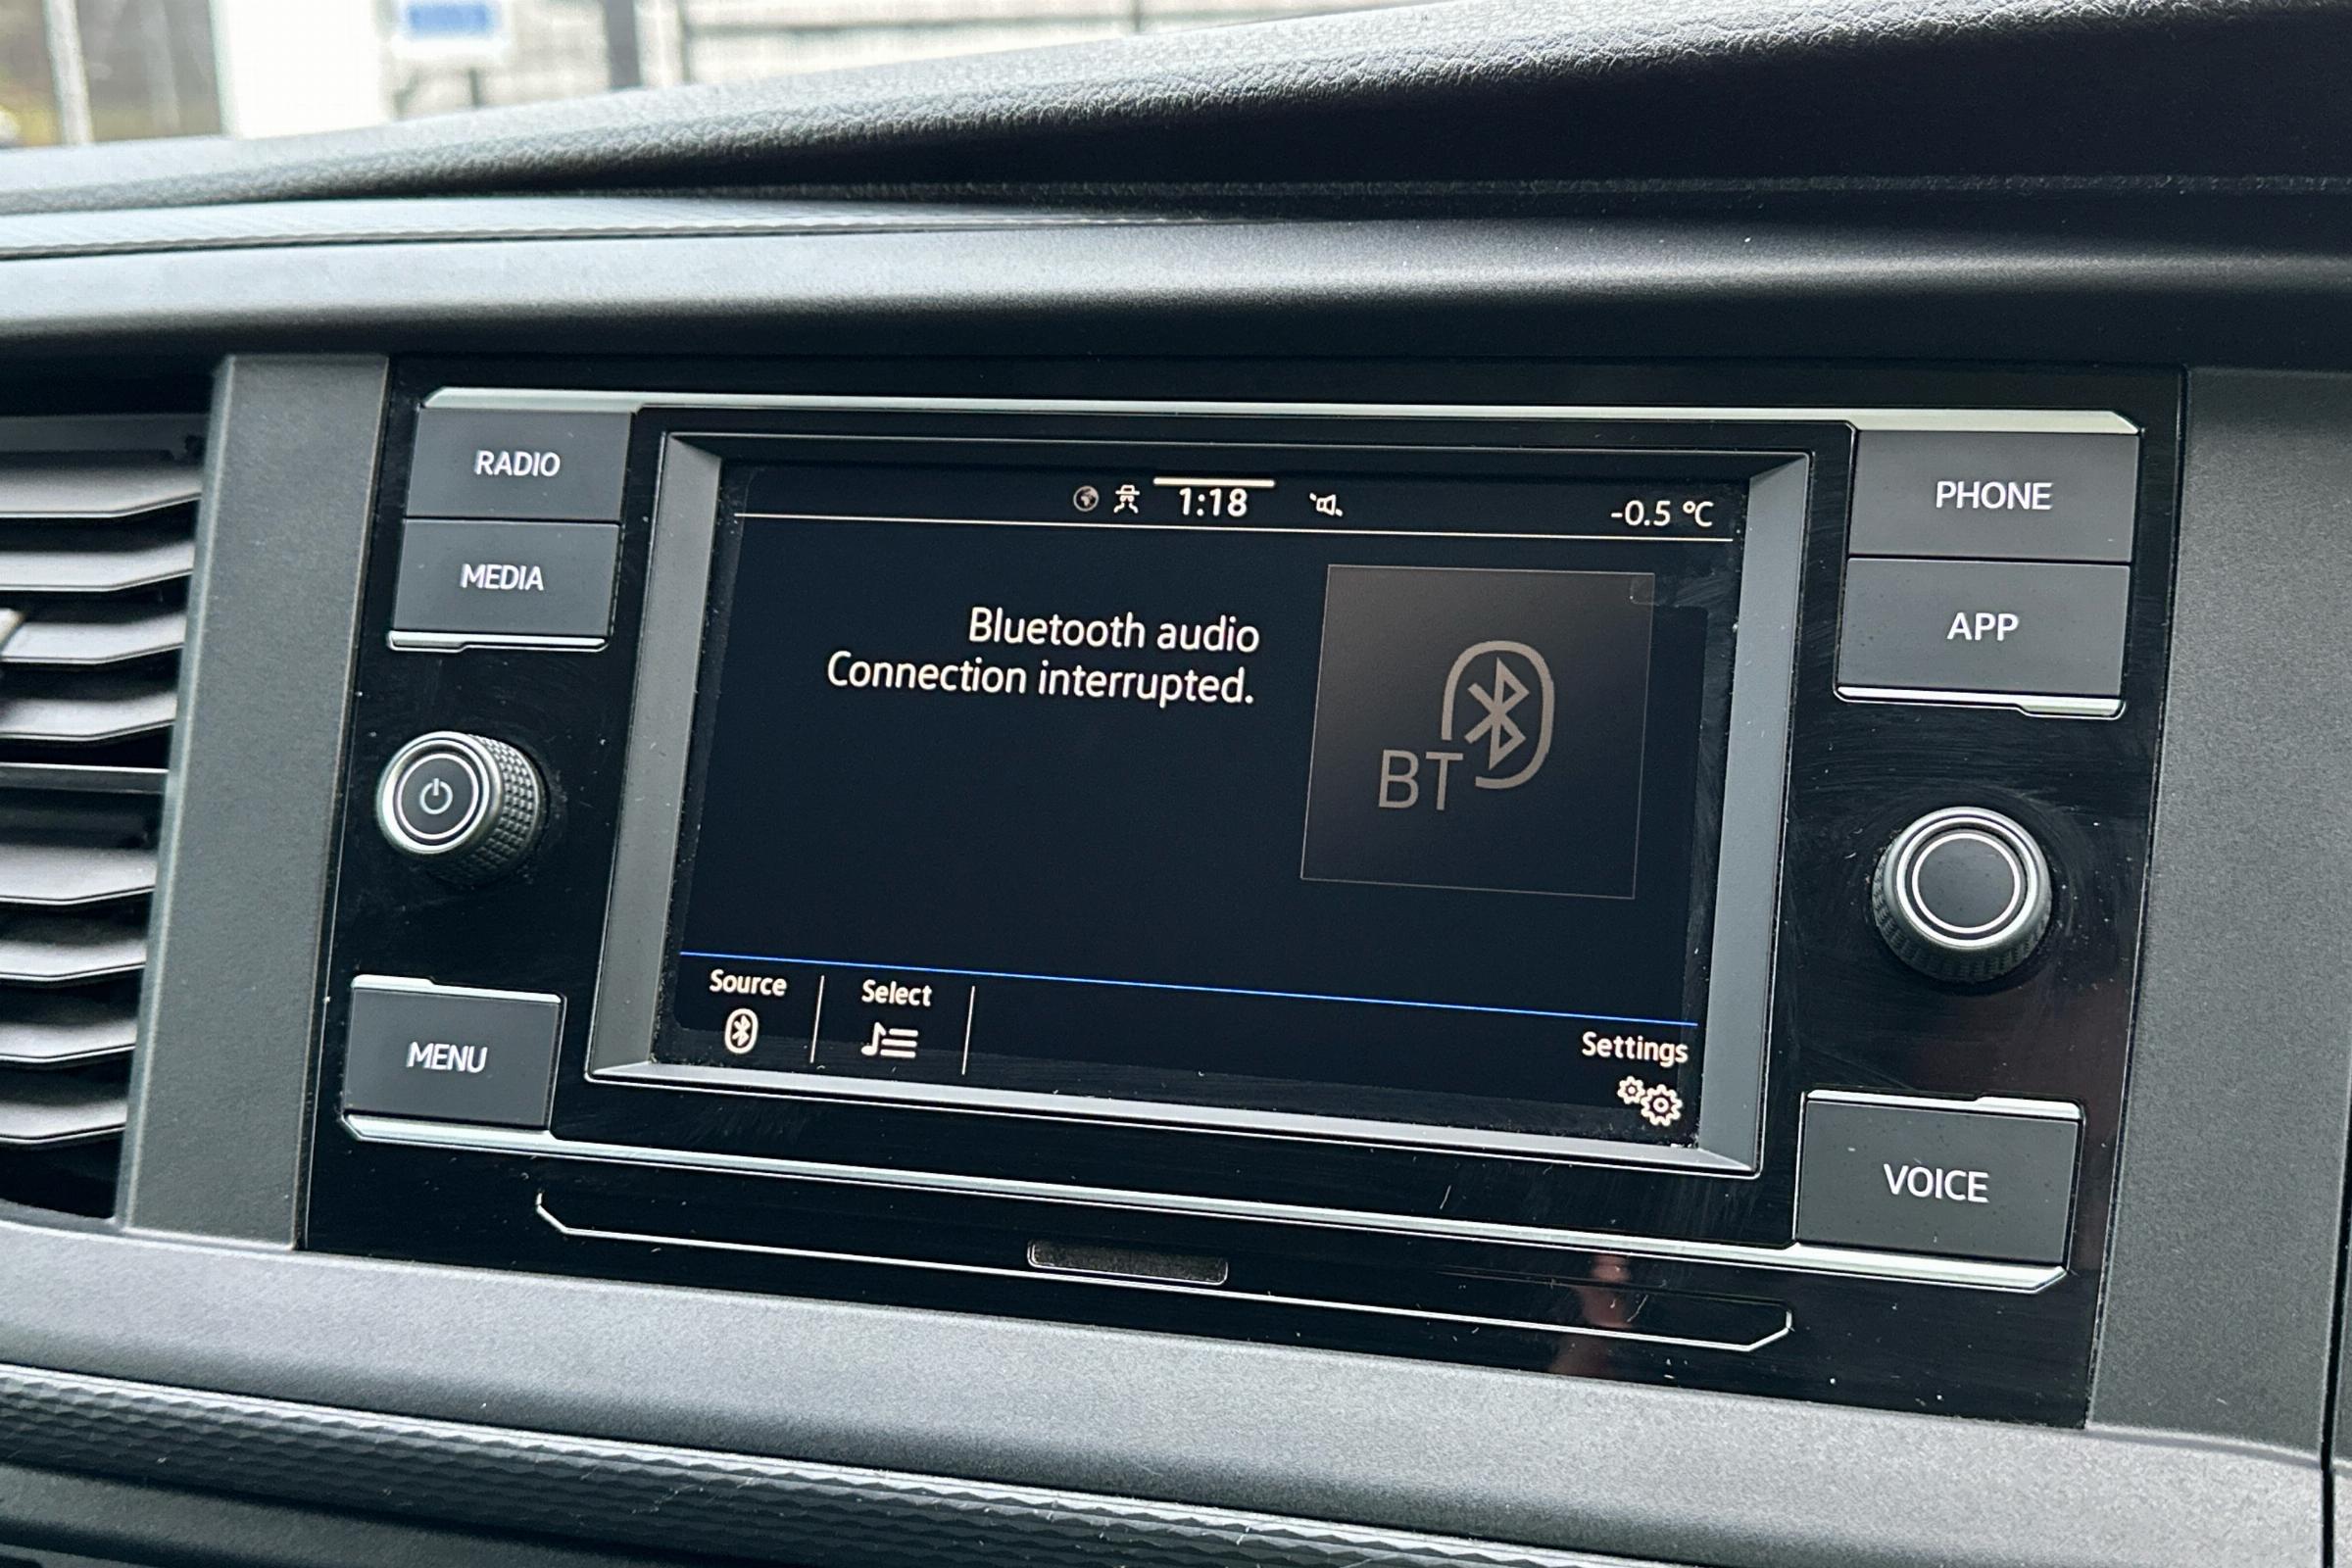 RADIO
MEDIA
MENU
1:18
-0.5 °C
Bluetooth audio
Connection interrupted.
BT
Source
Select
Settings
PHONE
APP
VOICE